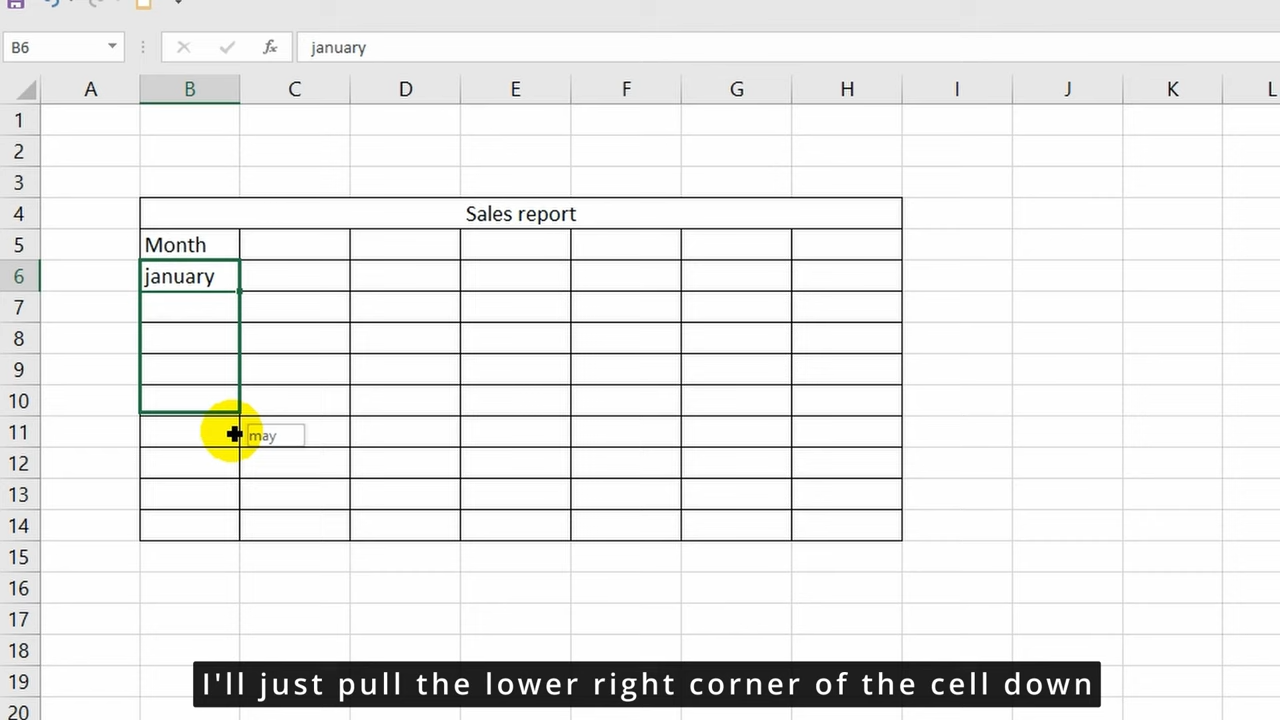 B6 fx january
A B C D E F G H I J K L
1
2
3
4 Sales report
5 Month
6 january
7
8
9
10
11 may
12
13
14
15
16
17
18
19
20
I'll just pull the lower right corner of the cell down